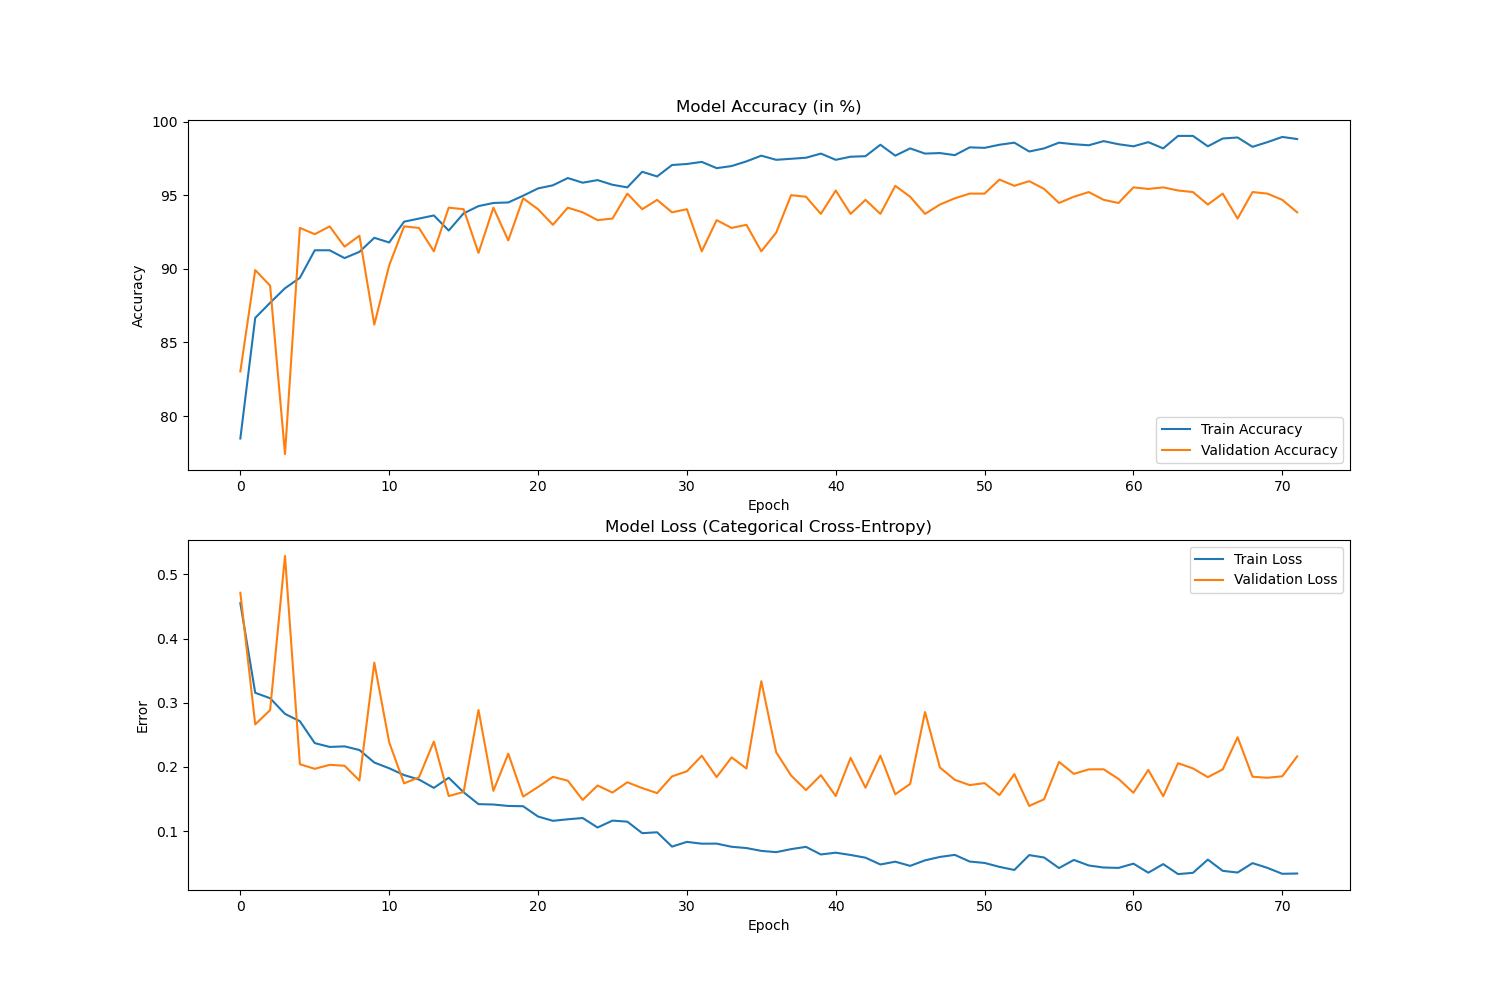 Model Accuracy (in %)
100
95
90
85
80
Accuracy
Train Accuracy
Validation Accuracy
0 10 20 30 40 50 60 70
Epoch
Model Loss (Categorical Cross-Entropy)
0.5
0.4
0.3
0.2
0.1
Error
Train Loss
Validation Loss
0 10 20 30 40 50 60 70
Epoch